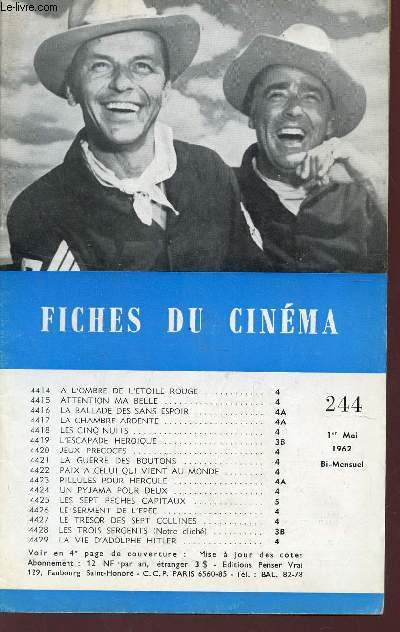 Le-livre.com
FICHES DU CINÉMA
4414 A L'OMBRE DE L'ETOILE ROUGE .......... 4
4415 ATTENTION MA BELLE .......... 4
4416 LA BALLADE DES SANS ESPOIR .......... 4A
4417 LA CHAMBRE ARDENTE .......... 4A
4418 LES CINQ NUITS .......... 4
4419 L'ESCAPADE HEROIQUE .......... 3B
4420 JEUX PRECOCES .......... 4
4421 LA GUERRE DES BOUTONS .......... 4
4422 PAIX A CELUI QUI VIENT AU MONDE .......... 4
4423 PILLULES POUR HERCULE .......... 4A
4424 UN PYJAMA POUR DEUX .......... 4
4425 LES SEPT PECHES CAPITAUX .......... 5
4426 LE SERMENT DE L'EPEE .......... 4
4427 LE TRESOR DES SEPT COLLINES .......... 4
4428 LES TROIS SERGENTS (Notre cliché) .......... 3B
4429 LA VIE D'ADOLPHE HITLER .......... 4
244
1er Mai
1962
Bi-Mensuel
Voir en 4e page de couverture : Mise à jour des cotes
Abonnement : 12 NF par an, étranger 3 $ - Editions Penser Vrai
129, Faubourg Saint-Honoré - C.C.P. PARIS 6560-85 - Tél. : BAL. 82-78